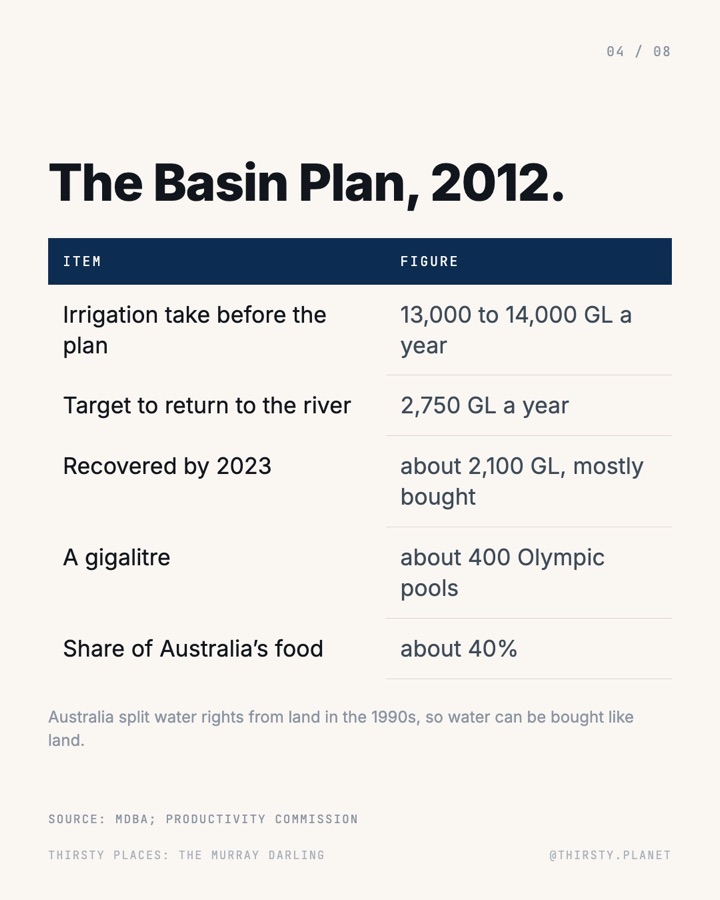 04 / 08
The Basin Plan, 2012.
ITEM FIGURE
Irrigation take before the plan 13,000 to 14,000 GL a year
Target to return to the river 2,750 GL a year
Recovered by 2023 about 2,100 GL, mostly bought
A gigalitre about 400 Olympic pools
Share of Australia’s food about 40%
Australia split water rights from land in the 1990s, so water can be bought like
land.
SOURCE: MDBA; PRODUCTIVITY COMMISSION
THIRSTY PLACES: THE MURRAY DARLING @THIRSTY.PLANET